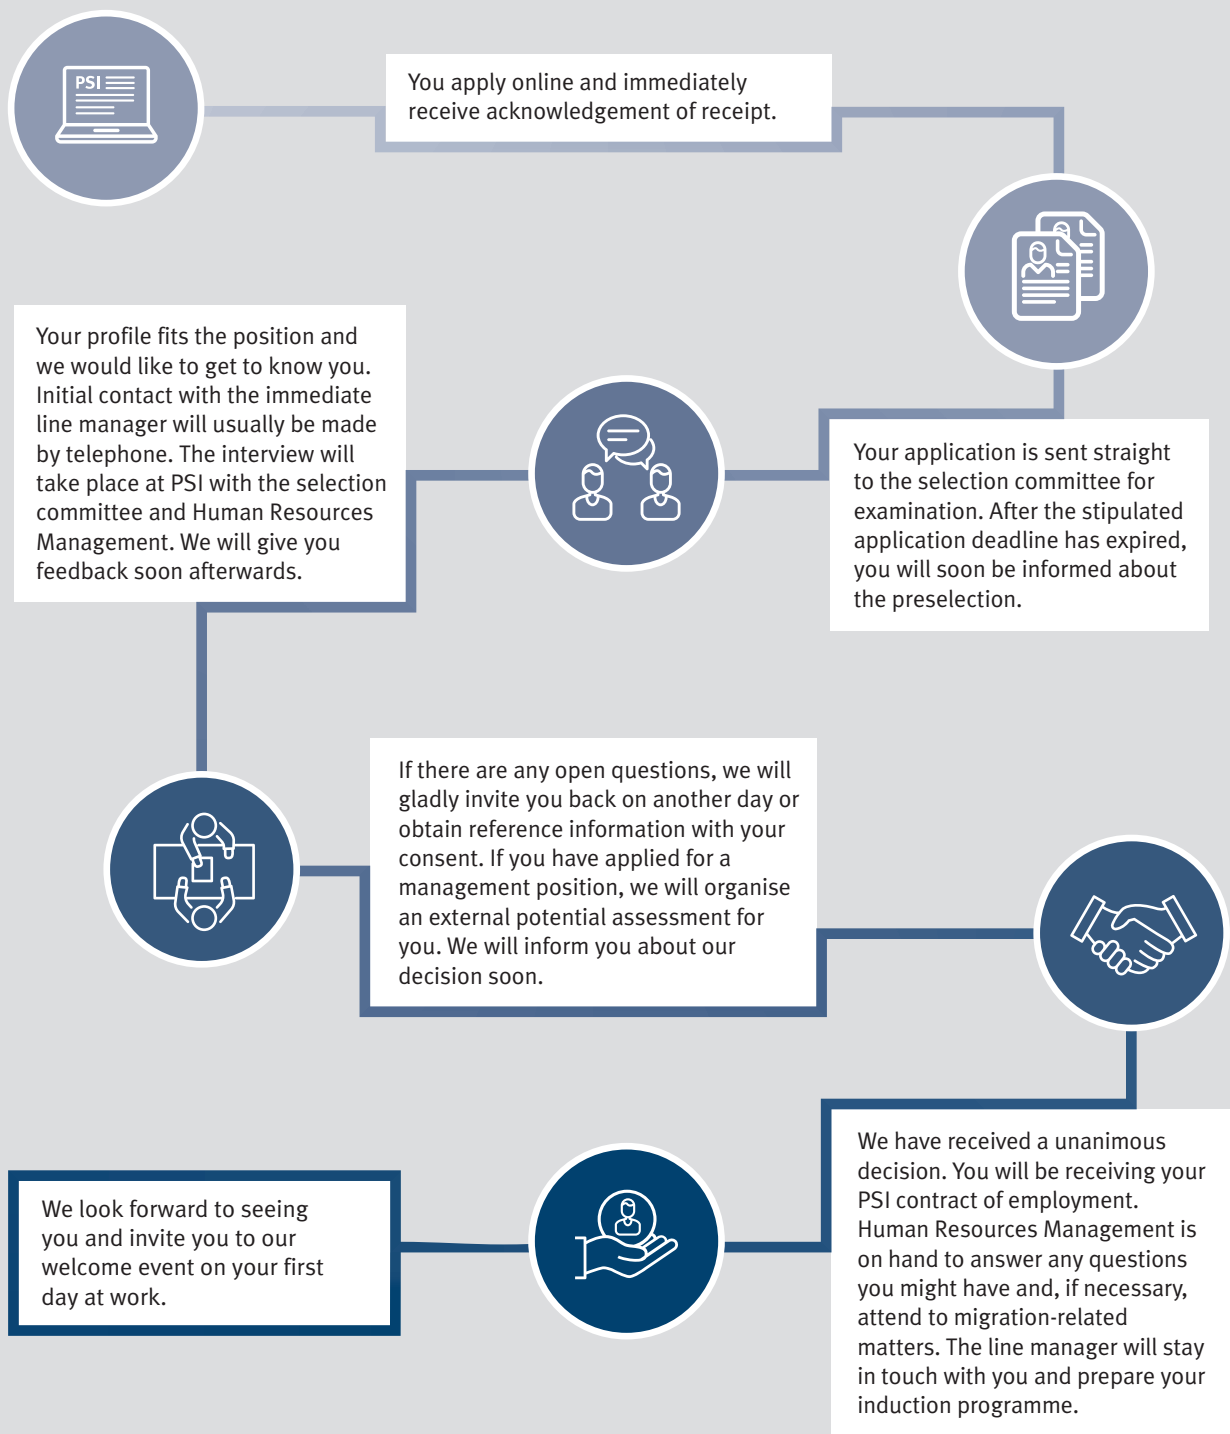 PSI
You apply online and immediately
receive acknowledgement of receipt.
Your application is sent straight
to the selection committee for
examination. After the stipulated
application deadline has expired,
you will soon be informed about
the preselection.
Your profile fits the position and
we would like to get to know you.
Initial contact with the immediate
line manager will usually be made
by telephone. The interview will
take place at PSI with the selection
committee and Human Resources
Management. We will give you
feedback soon afterwards.
If there are any open questions, we will
gladly invite you back on another day or
obtain reference information with your
consent. If you have applied for a
management position, we will organise
an external potential assessment for
you. We will inform you about our
decision soon.
We have received a unanimous
decision. You will be receiving your
PSI contract of employment.
Human Resources Management is
on hand to answer any questions
you might have and, if necessary,
attend to migration-related
matters. The line manager will stay
in touch with you and prepare your
induction programme.
We look forward to seeing
you and invite you to our
welcome event on your first
day at work.